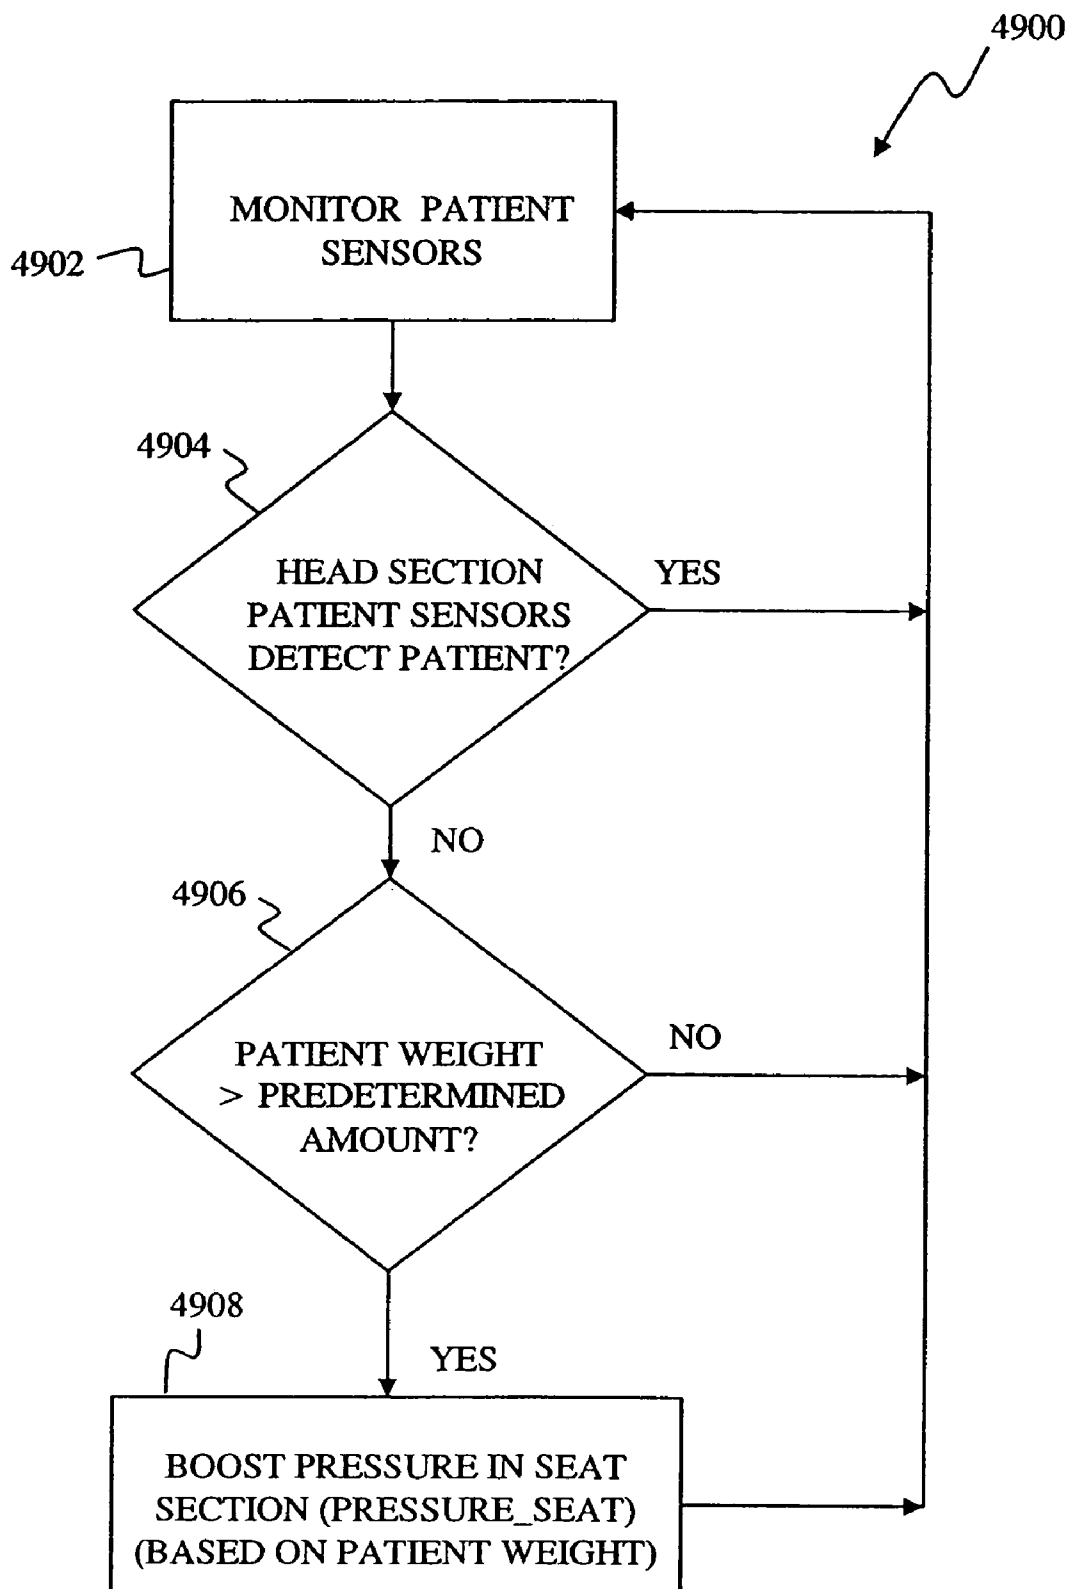 4900
MONITOR PATIENT
SENSORS
4902
4904
HEAD SECTION
PATIENT SENSORS
DETECT PATIENT?
YES
NO
4906
PATIENT WEIGHT
> PREDETERMINED
AMOUNT?
NO
4908
YES
BOOST PRESSURE IN SEAT
SECTION (PRESSURE_SEAT)
(BASED ON PATIENT WEIGHT)